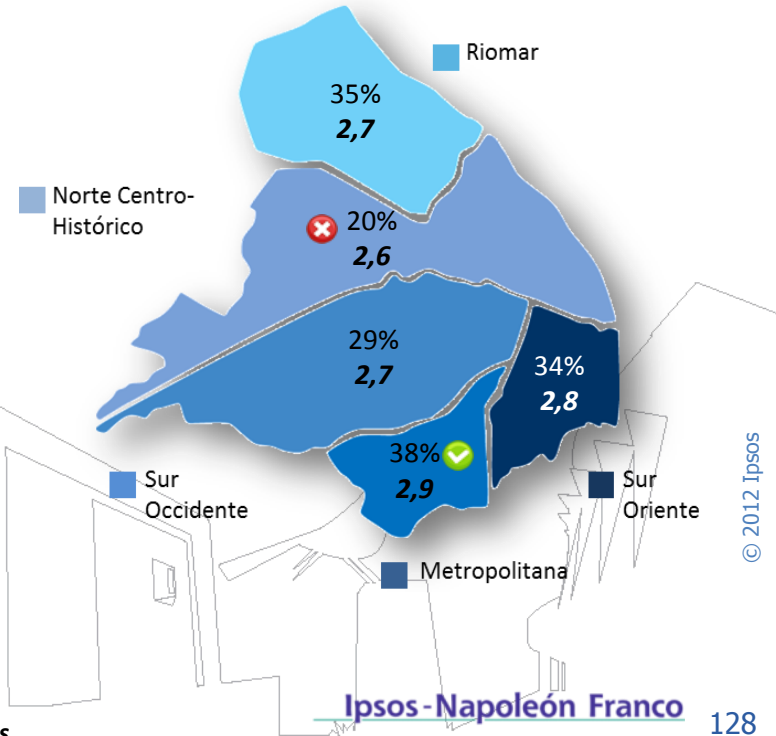 Riomar
35%
2,7
Norte Centro-
Histórico
20%
2,6
29%
2,7
34%
2,8
38%
2,9
Sur
Occidente
Sur
Oriente
Metropolitana
© 2012 Ipsos
Ipsos-Napoleón Franco
128